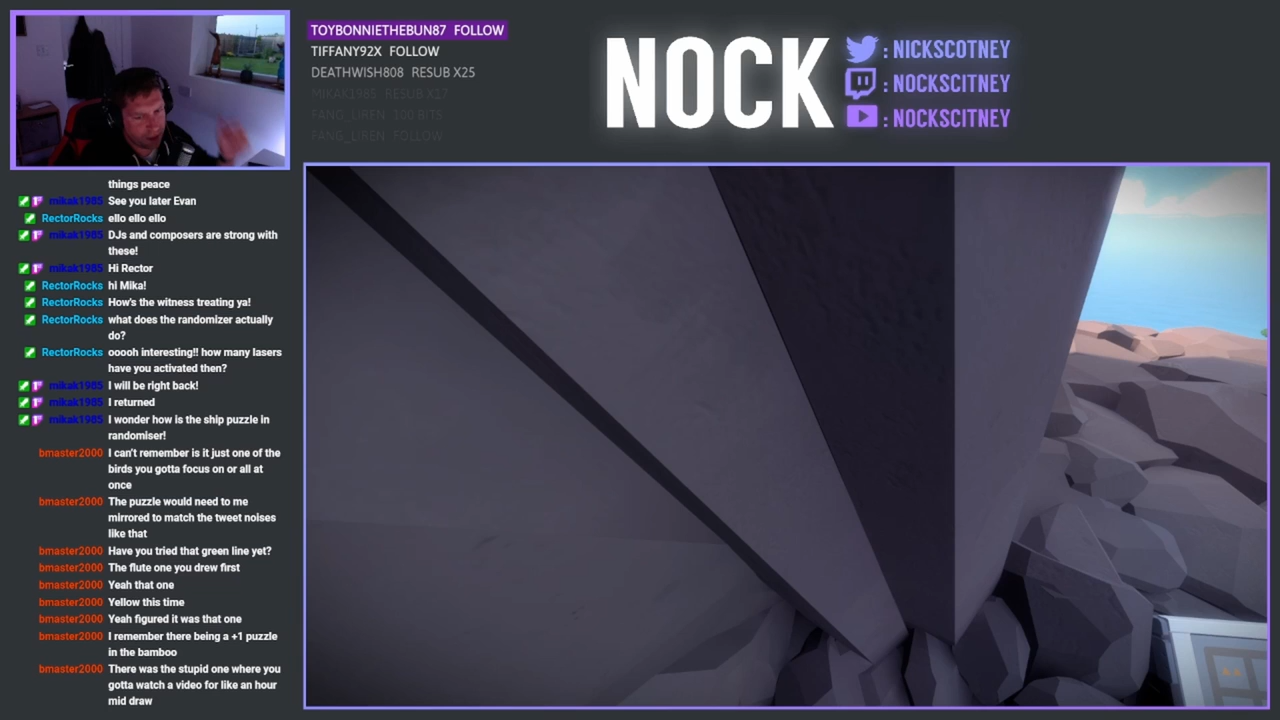 TOYBONNIETHEBUN87 FOLLOW
TIFFANY92X FOLLOW
DEATHWISH808 RESUB X25
MIKAK1985 RESUB X17
FANG_LIREN 100 BITS
FANG_LIREN FOLLOW
NOCK
: NICKSCOTNEY
: NOCKSCITNEY
: NOCKSCITNEY
things peace
mikak1985 See you later Evan
RectorRocks ello ello ello
mikak1985 DJs and composers are strong with
these!
mikak1985 Hi Rector
RectorRocks hi Mika!
RectorRocks How's the witness treating ya!
RectorRocks what does the randomizer actually
do?
RectorRocks ooooh interesting!! how many lasers
have you activated then?
mikak1985 I will be right back!
mikak1985 I returned
mikak1985 I wonder how is the ship puzzle in
randomiser!
bmaster2000 I can't remember is it just one of the
birds you gotta focus on or all at
once
bmaster2000 The puzzle would need to me
mirrored to match the tweet noises
like that
bmaster2000 Have you tried that green line yet?
bmaster2000 The flute one you drew first
bmaster2000 Yeah that one
bmaster2000 Yellow this time
bmaster2000 Yeah figured it was that one
bmaster2000 I remember there being a +1 puzzle
in the bamboo
bmaster2000 There was the stupid one where you
gotta watch a video for like an hour
mid draw